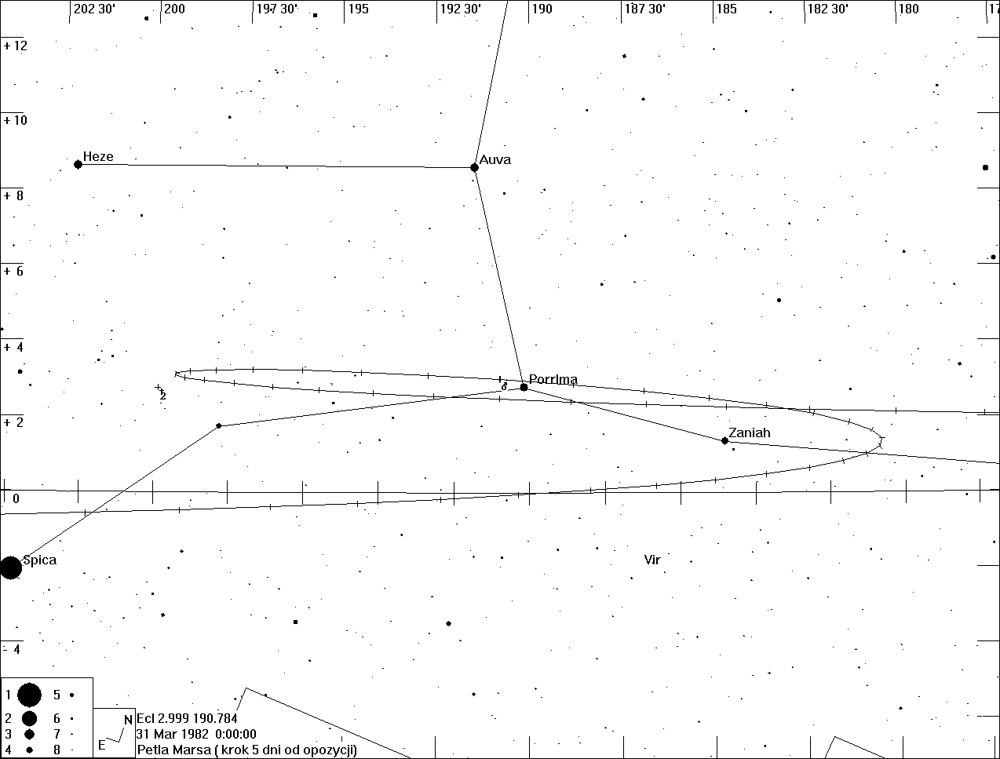 202 30' 200 197 30' 195 192 30' 190 187 30' 185 182 30' 180 17
+ 12
+ 10
Heze
Auva
+ 8
+ 6
+ 4
PorrIma
♂
♄
+ 2
Zaniah
0
Spica
Vir
- 4
1 5
2 6
3 7
4 8
N
E
Ecl 2.999 190.784
31 Mar 1982 0:00:00
Petla Marsa ( krok 5 dni od opozycji)